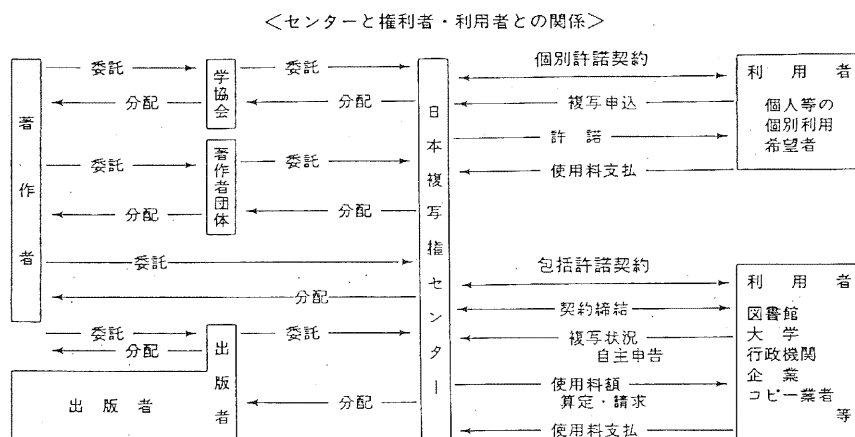 ＜センターと権利者・利用者との関係＞
著作者
委託
分配
学協会
委託
分配
委託
分配
著作者団体
委託
分配
委託
分配
委託
分配
出版者
委託
分配
出版者
日本複写権センター
個別許諾契約
複写申込
許諾
使用料支払
利用者
個人等の
個別利用
希望者
包括許諾契約
契約締結
複写状況
自主申告
使用料額
算定・請求
使用料支払
利用者
図書館
大学
行政機関
企業
コピー業者
等